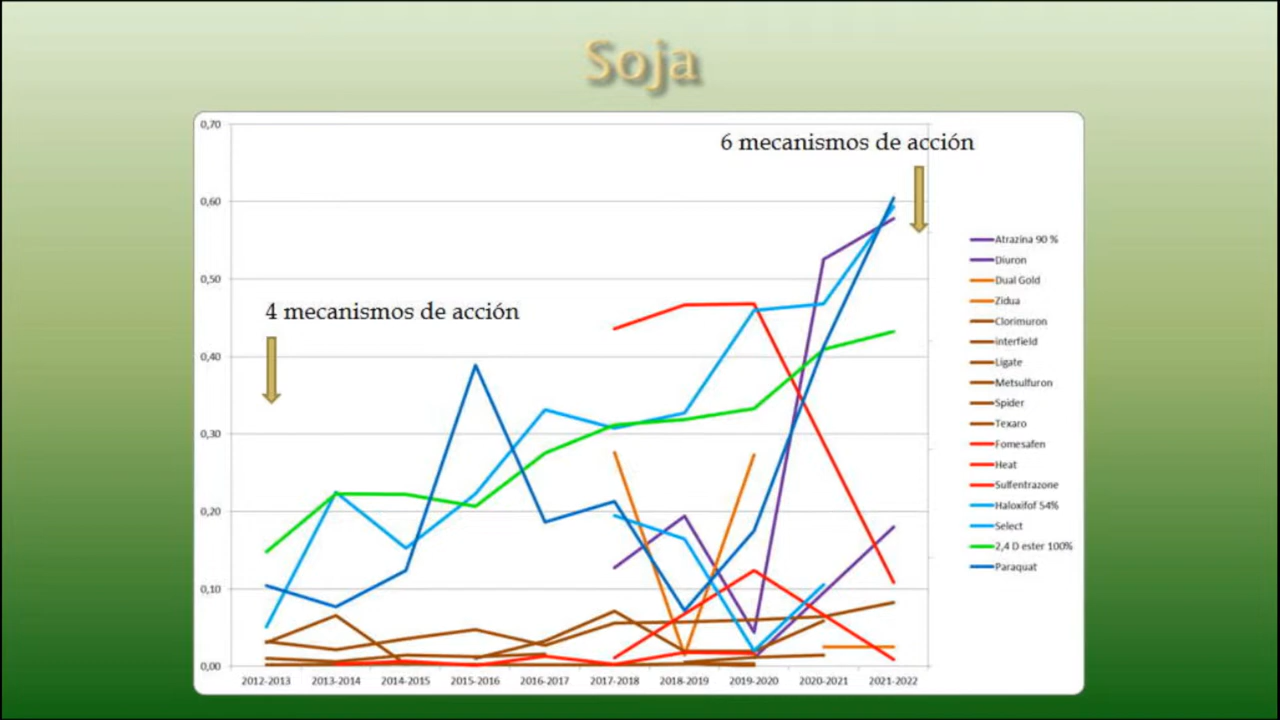 Soja
0,70
6 mecanismos de acción
0,60
Atrazina 90 %
Diuron
0,50
Dual Gold
Zidua
4 mecanismos de acción
Clorimuron
interfield
0,40
Ligate
Metsulfuron
Spider
Texaro
0,30
Fomesafen
Heat
Sulfentrazone
0,20
Haloxifof 54%
Select
2,4 D ester 100%
Paraquat
0,10
0,00
2012-2013 2013-2014 2014-2015 2015-2016 2016-2017 2017-2018 2018-2019 2019-2020 2020-2021 2021-2022